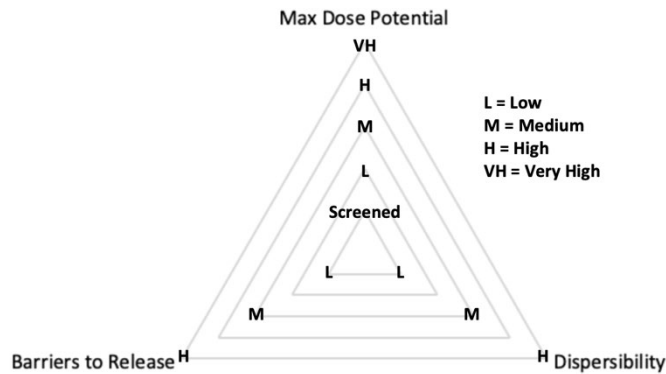 Max Dose Potential
VH
H
M
L
Screened
L = Low
M = Medium
H = High
VH = Very High
L L
M M
Barriers to Release H H Dispersibility